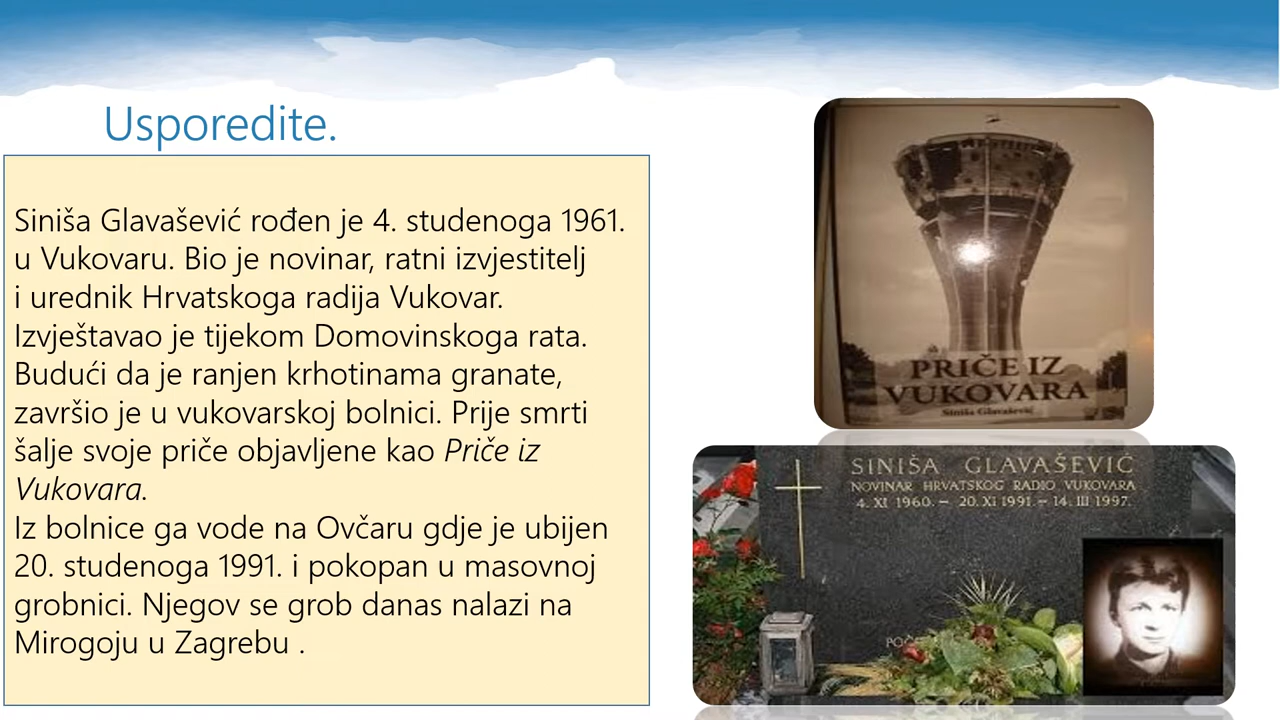 Usporedite.
Siniša Glavašević rođen je 4. studenoga 1961.
u Vukovaru. Bio je novinar, ratni izvjestitelj
i urednik Hrvatskoga radija Vukovar.
Izvještavao je tijekom Domovinskoga rata.
Budući da je ranjen krhotinama granate,
završio je u vukovarskoj bolnici. Prije smrti
šalje svoje priče objavljene kao Priče iz
Vukovara.
Iz bolnice ga vode na Ovčaru gdje je ubijen
20. studenoga 1991. i pokopan u masovnoj
grobnici. Njegov se grob danas nalazi na
Mirogoju u Zagrebu .
PRIČE IZ
VUKOVARA
Siniša Glavašević
SINIŠA GLAVAŠEVIĆ
NOVINAR HRVATSKOG RADIO VUKOVARA
4. XI 1960. – 20. XI 1991. – 14. III 1997.